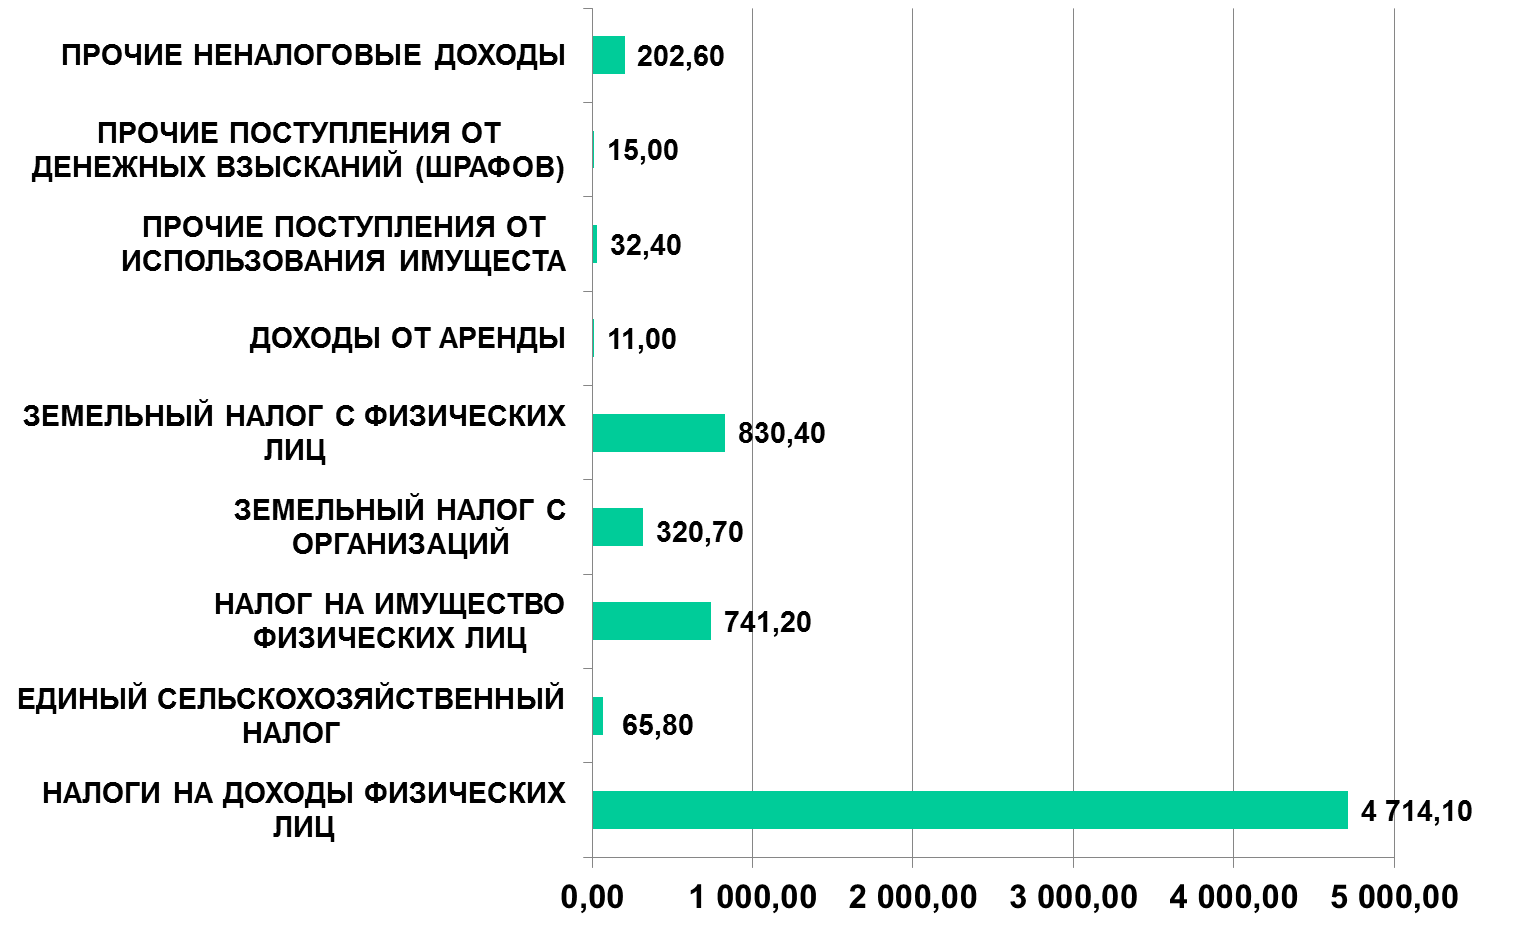 ПРОЧИЕ НЕНАЛОГОВЫЕ ДОХОДЫ
202,60
ПРОЧИЕ ПОСТУПЛЕНИЯ ОТ
ДЕНЕЖНЫХ ВЗЫСКАНИЙ (ШРАФОВ)
15,00
ПРОЧИЕ ПОСТУПЛЕНИЯ ОТ
ИСПОЛЬЗОВАНИЯ ИМУЩЕСТА
32,40
ДОХОДЫ ОТ АРЕНДЫ
11,00
ЗЕМЕЛЬНЫЙ НАЛОГ С ФИЗИЧЕСКИХ
ЛИЦ
830,40
ЗЕМЕЛЬНЫЙ НАЛОГ С
ОРГАНИЗАЦИЙ
320,70
НАЛОГ НА ИМУЩЕСТВО
ФИЗИЧЕСКИХ ЛИЦ
741,20
ЕДИНЫЙ СЕЛЬСКОХОЗЯЙСТВЕННЫЙ
НАЛОГ
65,80
НАЛОГИ НА ДОХОДЫ ФИЗИЧЕСКИХ
ЛИЦ
4 714,10
0,00 1 000,00 2 000,00 3 000,00 4 000,00 5 000,00